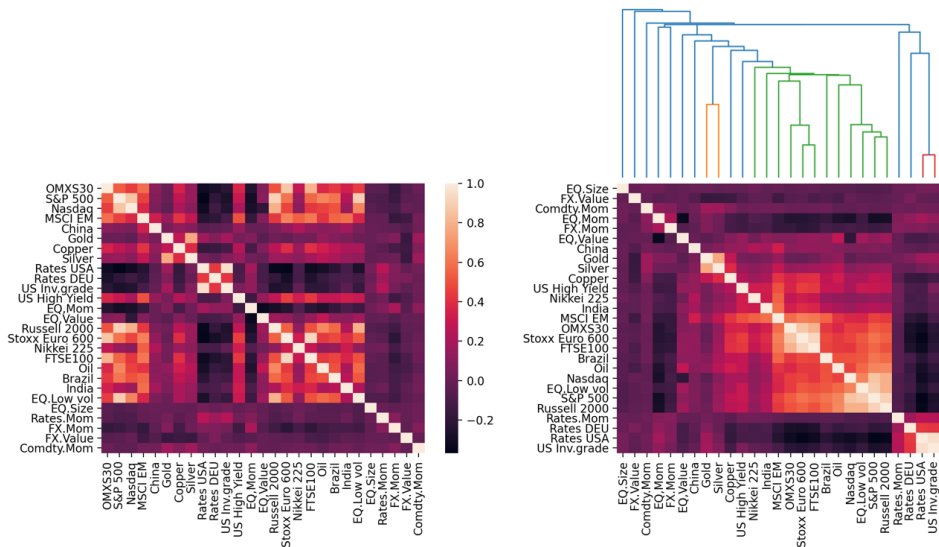 OMXS30
S&P 500
Nasdaq
MSCI EM
China
Gold
Copper
Silver
Rates USA
Rates DEU
US Inv.grade
US High Yield
EQ.Mom
EQ.Value
Russell 2000
Stoxx Euro 600
Nikkei 225
FTSE100
Oil
Brazil
India
EQ.Low vol
EQ.Size
Rates.Mom
FX.Mom
FX.Value
Comdty.Mom
OMXS30
S&P 500
Nasdaq
MSCI EM
China
Gold
Copper
Silver
Rates USA
Rates DEU
US Inv.grade
US High Yield
EQ.Mom
EQ.Value
Russell 2000
Stoxx Euro 600
Nikkei 225
FTSE100
Oil
Brazil
India
EQ.Low vol
EQ.Size
Rates.Mom
FX.Mom
FX.Value
Comdty.Mom
1.0
0.8
0.6
0.4
0.2
0.0
−0.2
EQ.Size
FX.Value
Comdty.Mom
EQ.Mom
FX.Mom
EQ.Value
China
Gold
Silver
Copper
US High Yield
Nikkei 225
India
MSCI EM
OMXS30
Stoxx Euro 600
FTSE100
Brazil
Oil
Nasdaq
EQ.Low vol
S&P 500
Russell 2000
Rates.Mom
Rates DEU
Rates USA
US Inv.grade
EQ.Size
FX.Value
Comdty.Mom
EQ.Mom
FX.Mom
EQ.Value
China
Gold
Silver
Copper
US High Yield
Nikkei 225
India
MSCI EM
OMXS30
Stoxx Euro 600
FTSE100
Brazil
Oil
Nasdaq
EQ.Low vol
S&P 500
Russell 2000
Rates.Mom
Rates DEU
Rates USA
US Inv.grade